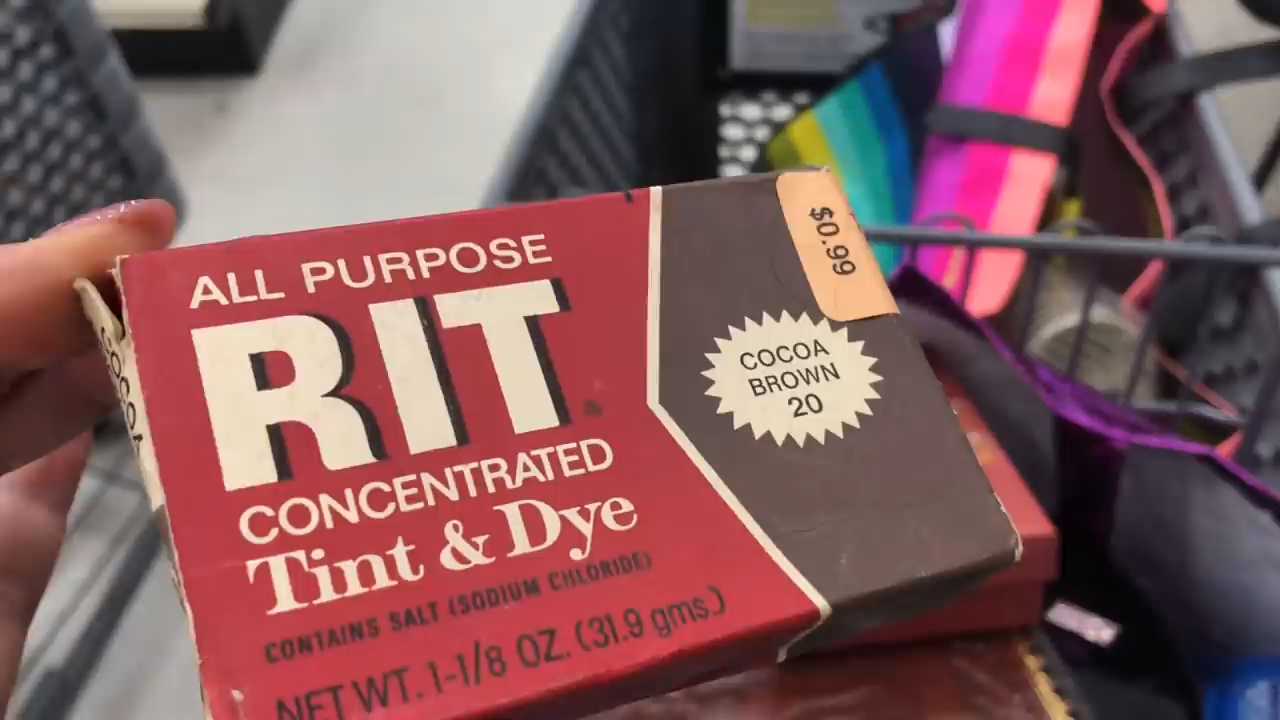 ALL PURPOSE
RIT
CONCENTRATED
Tint & Dye
CONTAINS SALT (SODIUM CHLORIDE)
NET WT. 1-1/8 OZ. (31.9 gms.)
$0.99
COCOA
BROWN
20
COCOA